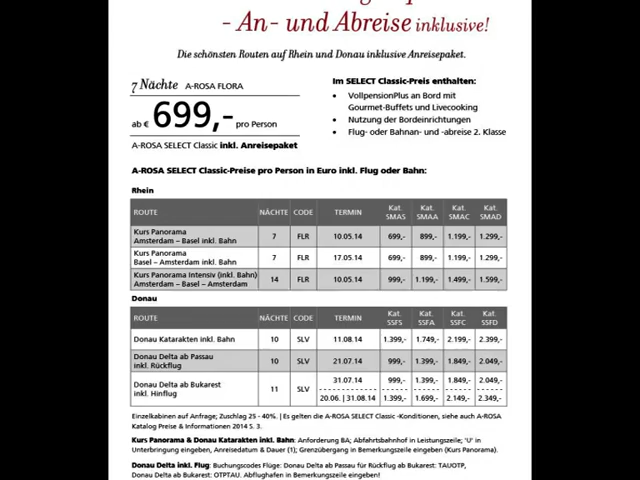 - An- und Abreise inklusive!
Die schönsten Routen auf Rhein und Donau inklusive Anreisepaket.
7 Nächte A-ROSA FLORA
ab € 699,- pro Person
A-ROSA SELECT Classic inkl. Anreisepaket
Im SELECT Classic-Preis enthalten:
• VollpensionPlus an Bord mit
Gourmet-Buffets und Livecooking
• Nutzung der Bordeinrichtungen
• Flug- oder Bahnan- und -abreise 2. Klasse
A-ROSA SELECT Classic-Preise pro Person in Euro inkl. Flug oder Bahn:
Rhein
ROUTE NÄCHTE CODE TERMIN Kat. SMAS Kat. SMAA Kat. SMAC Kat. SMAD
Kurs Panorama
Amsterdam – Basel inkl. Bahn 7 FLR 10.05.14 699,- 899,- 1.199,- 1.299,-
Kurs Panorama
Basel – Amsterdam inkl. Bahn 7 FLR 17.05.14 699,- 899,- 1.199,- 1.299,-
Kurs Panorama Intensiv (inkl. Bahn)
Amsterdam – Basel – Amsterdam 14 FLR 10.05.14 999,- 1.199,- 1.499,- 1.599,-
Donau
ROUTE NÄCHTE CODE TERMIN Kat. SSFS Kat. SSFA Kat. SSFC Kat. SSFD
Donau Katarakten inkl. Bahn 10 SLV 11.08.14 1.399,- 1.749,- 2.199,- 2.399,-
Donau Delta ab Passau
inkl. Rückflug 10 SLV 21.07.14 999,- 1.399,- 1.849,- 2.049,-
Donau Delta ab Bukarest
inkl. Hinflug 11 SLV 31.07.14 999,- 1.399,- 1.849,- 2.049,-
20.06. | 31.08.14 1.399,- 1.699,- 2.149,- 2.349,-
Einzelkabinen auf Anfrage; Zuschlag 25 - 40%. | Es gelten die A-ROSA SELECT Classic -Konditionen, siehe auch A-ROSA
Katalog Preise & Informationen 2014 S. 3.
Kurs Panorama & Donau Katarakten inkl. Bahn: Anforderung BA; Abfahrtsbahnhof in Leistungszeile; 'U' in
Unterbringung eingeben, Anreisedatum & Dauer (1); Grenzübergang in Bemerkungszeile eingeben (Kurs Panorama).
Donau Delta inkl. Flug: Buchungscodes Flüge: Donau Delta ab Passau für Rückflug ab Bukarest: TAUOTP,
Donau Delta ab Bukarest: OTPTAU. Abflughafen in Bemerkungszeile eingeben!